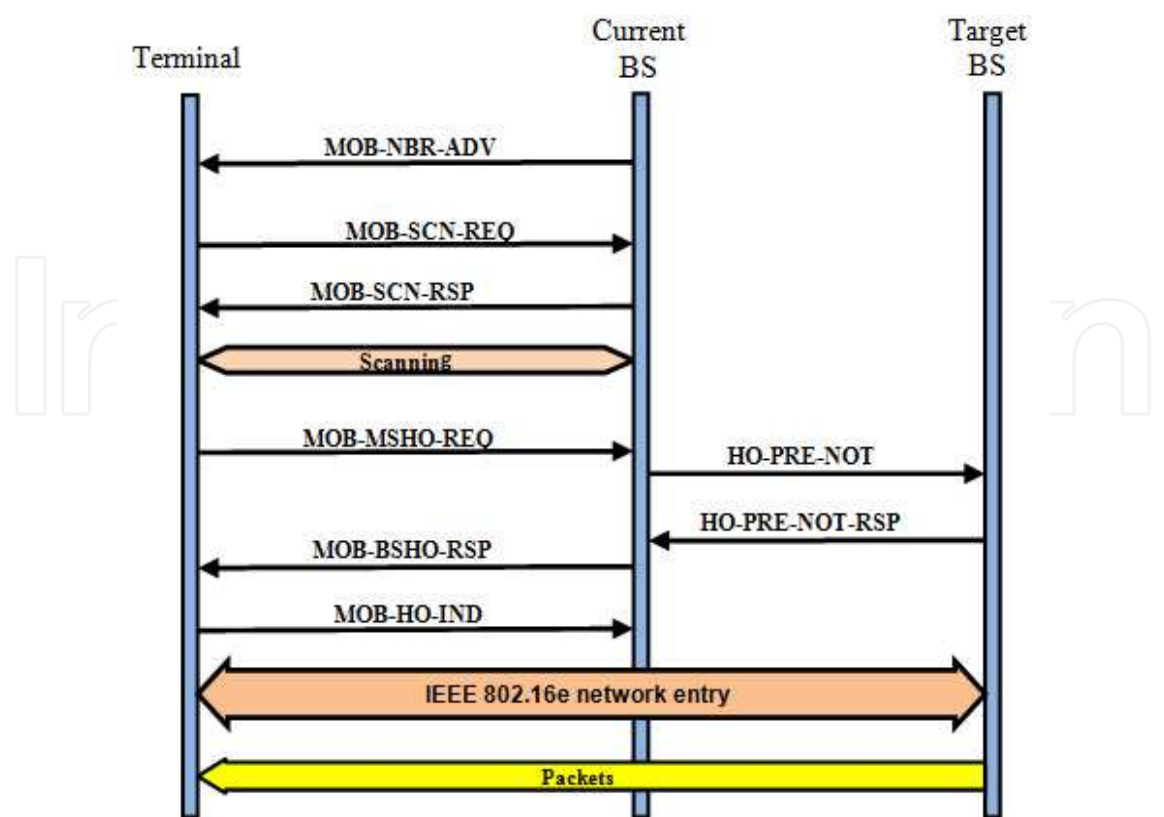 Terminal
Current
BS
Target
BS
MOB-NBR-ADV
MOB-SCN-REQ
MOB-SCN-RSP
Scanning
MOB-MSHO-REQ
HO-PRE-NOT
HO-PRE-NOT-RSP
MOB-BSHO-RSP
MOB-HO-IND
IEEE 802.16e network entry
Packets